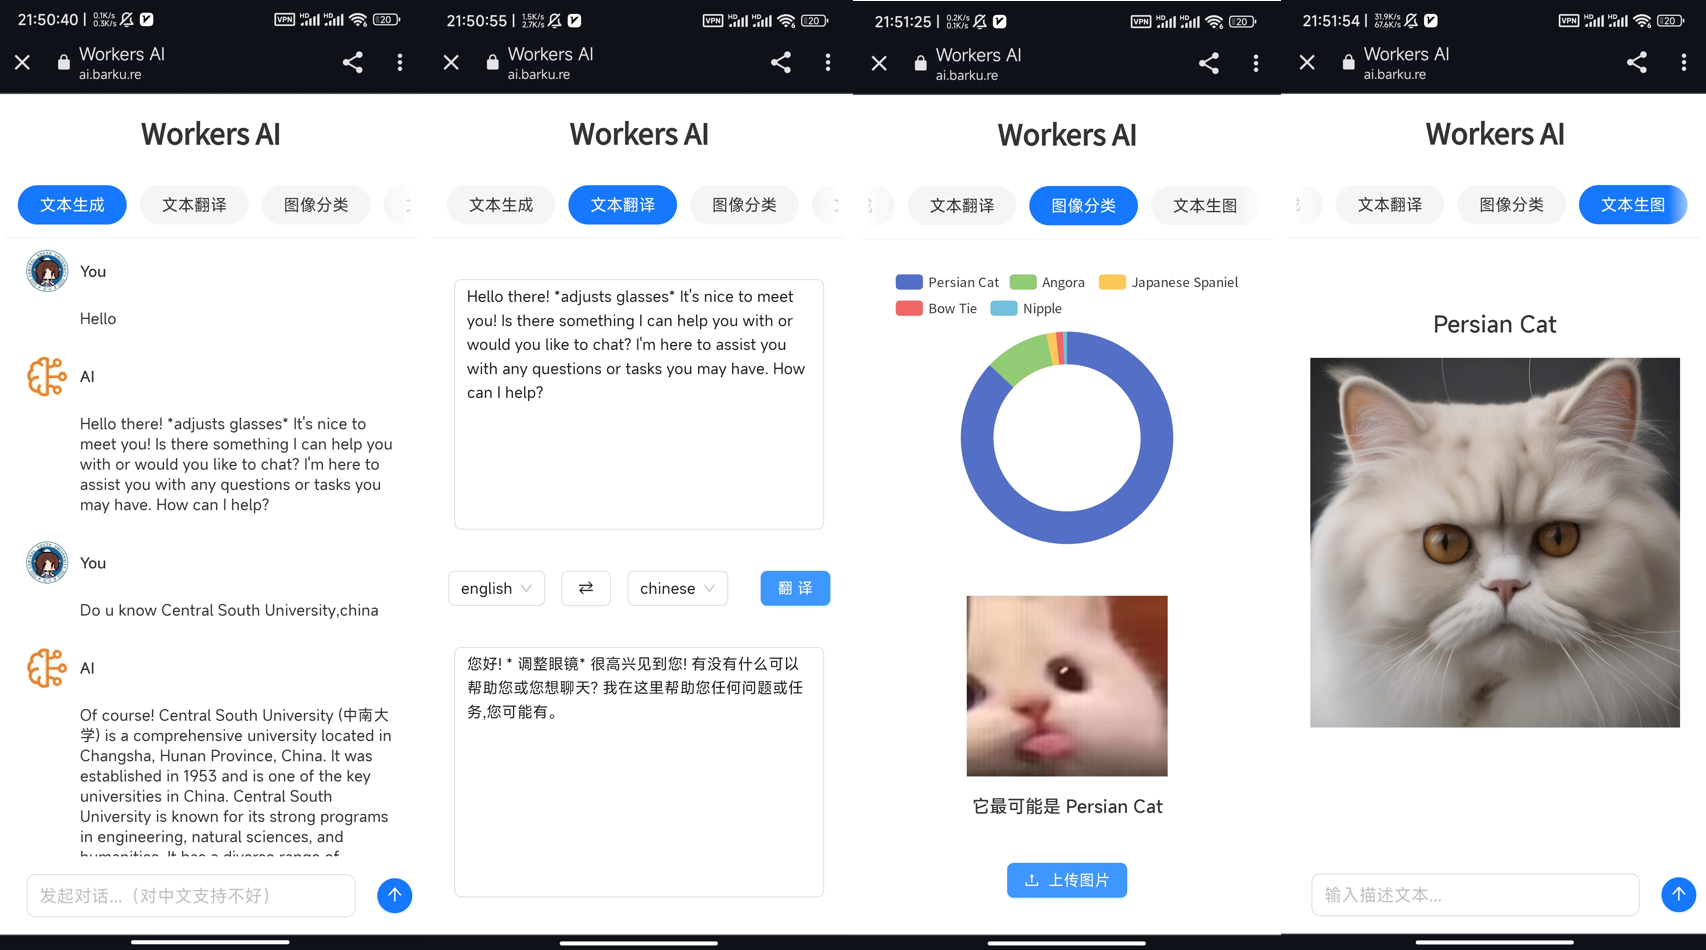 21:50:40 | 0.1K/s 0.3K/s VPN HD HD 20
Workers AI
ai.barku.re
Workers AI
文本生成 文本翻译 图像分类
You
Hello
AI
Hello there! *adjusts glasses* It's nice to
meet you! Is there something I can help you
with or would you like to chat? I'm here to
assist you with any questions or tasks you
may have. How can I help?
You
Do u know Central South University,china
AI
Of course! Central South University (中南大
学) is a comprehensive university located in
Changsha, Hunan Province, China. It was
established in 1953 and is one of the key
universities in China. Central South
University is known for its strong programs
in engineering, natural sciences, and
humanities. It has a diverse range of
发起对话...（对中文支持不好）
21:50:55 | 1.5K/s 2.7K/s VPN HD HD 20
Workers AI
ai.barku.re
Workers AI
文本生成 文本翻译 图像分类
Hello there! *adjusts glasses* It's nice to meet
you! Is there something I can help you with or
would you like to chat? I'm here to assist you
with any questions or tasks you may have. How
can I help?
english ⇄ chinese 翻 译
您好! * 调整眼镜* 很高兴见到您! 有没有什么可以
帮助您或您想聊天? 我在这里帮助您任何问题或任
务,您可能有。
21:51:25 | 0.2K/s 0.1K/s VPN HD HD 20
Workers AI
ai.barku.re
Workers AI
文本翻译 图像分类 文本生图
Persian Cat Angora Japanese Spaniel
Bow Tie Nipple
它最可能是 Persian Cat
上传图片
21:51:54 | 31.9K/s 67.6K/s VPN HD HD 20
Workers AI
ai.barku.re
Workers AI
文本翻译 图像分类 文本生图
Persian Cat
输入描述文本...